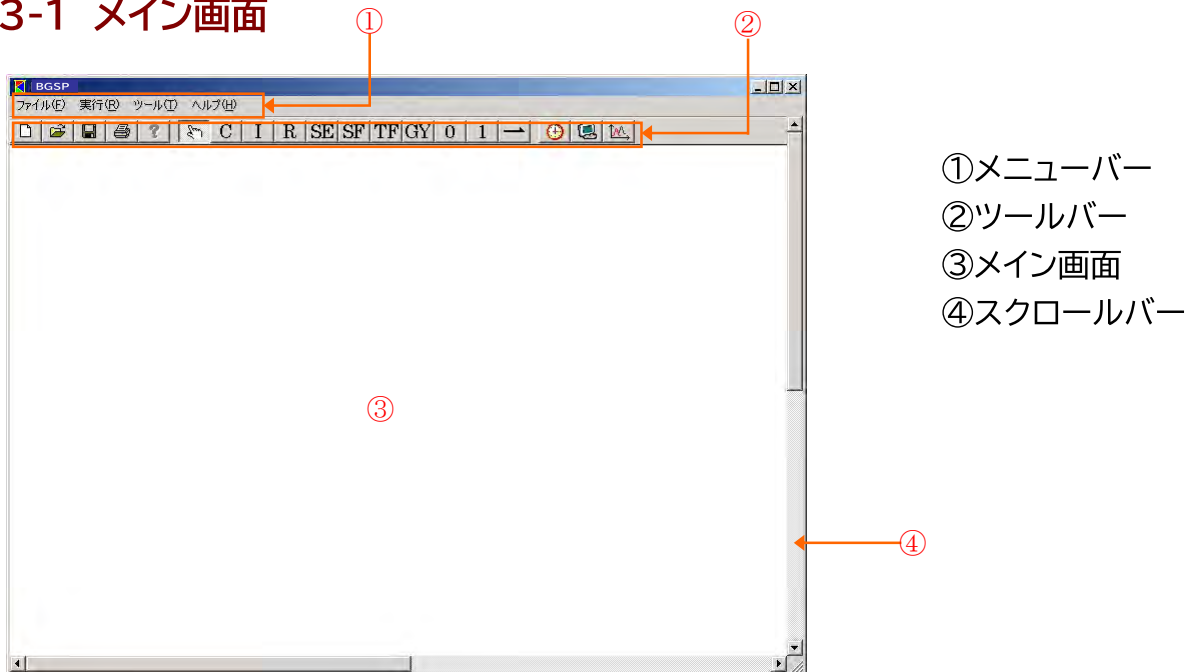 3-1 メイン画面
①
②
BGSP
ファイル(F) 実行(R) ツール(T) ヘルプ(H)
? C I R SE SF TF GY 0 1
①メニューバー
②ツールバー
③メイン画面
④スクロールバー
③
④